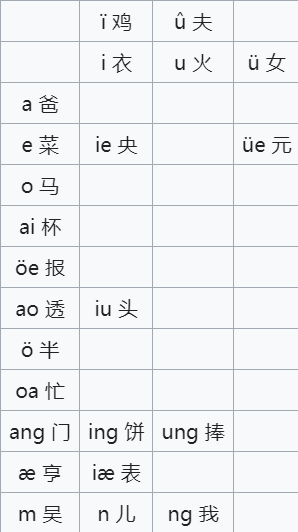 ï 鸡 û 夫
i 衣 u 火 ü 女
a 爸
e 菜 ie 央 üe 元
o 马
ai 杯
öe 报
ao 透 iu 头
ö 半
oa 忙
ang 门 ing 饼 ung 捧
æ 亨 iæ 表
m 吴 n 儿 ng 我